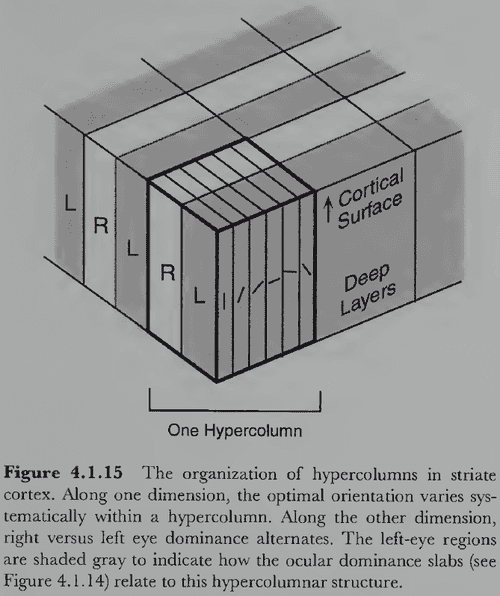 L
R
L
R
L
↑ Cortical
Surface
Deep
Layers
One Hypercolumn
Figure 4.1.15 The organization of hypercolumns in striate
cortex. Along one dimension, the optimal orientation varies sys-
tematically within a hypercolumn. Along the other dimension,
right versus left eye dominance alternates. The left-eye regions
are shaded gray to indicate how the ocular dominance slabs (see
Figure 4.1.14) relate to this hypercolumnar structure.